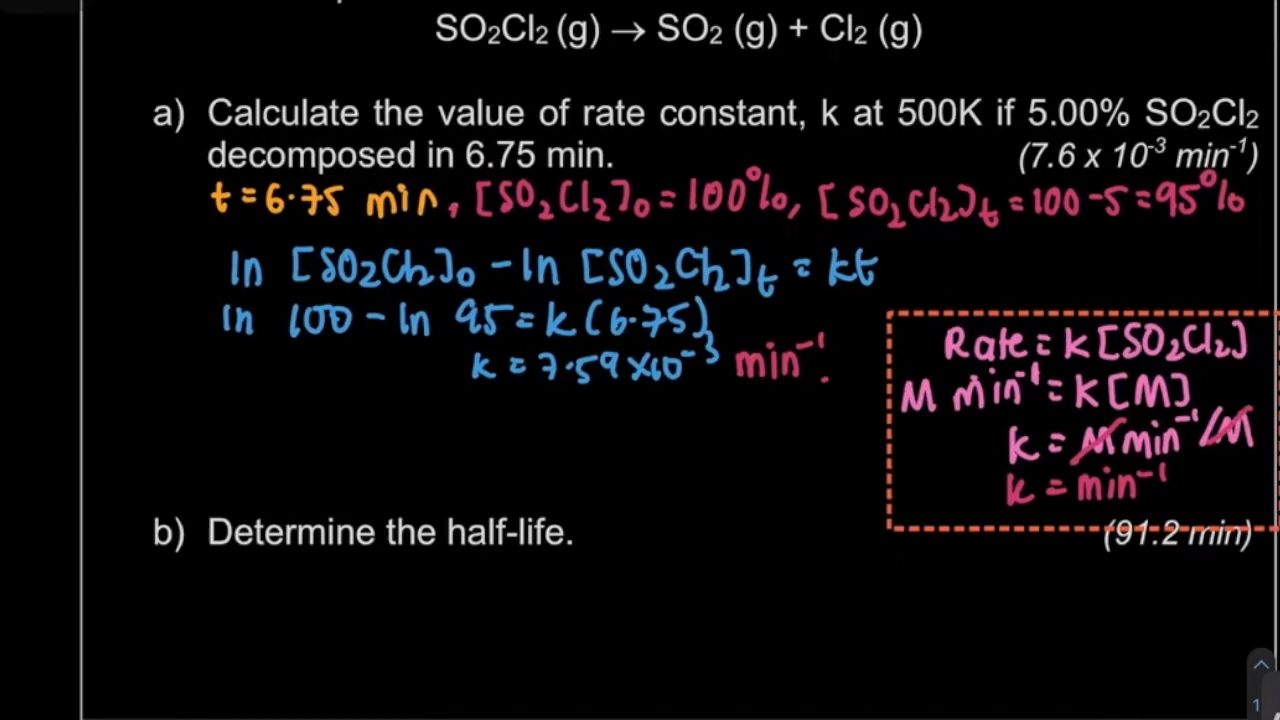 SO₂Cl₂ (g) → SO₂ (g) + Cl₂ (g)
a) Calculate the value of rate constant, k at 500K if 5.00% SO₂Cl₂
decomposed in 6.75 min. (7.6 x 10⁻³ min⁻¹)
t = 6.75 min, [SO₂Cl₂]₀ = 100%, [SO₂Cl₂]t = 100 - 5 = 95%
ln [SO₂Cl₂]₀ - ln [SO₂Cl₂]t = kt
ln 100 - ln 95 = k (6.75)
k = 7.59 x10⁻³ min⁻¹.
Rate = k [SO₂Cl₂]
M min⁻¹ = k [M]
k = M min⁻¹ / M
k = min⁻¹
b) Determine the half-life. (91.2 min)
1